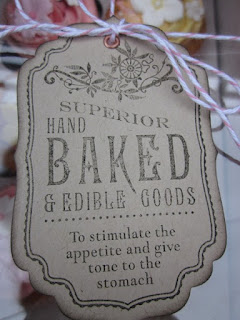 SUPERIOR
HAND
BAKED
& EDIBLE GOODS
To stimulate the
appetite and give
tone to the
stomach